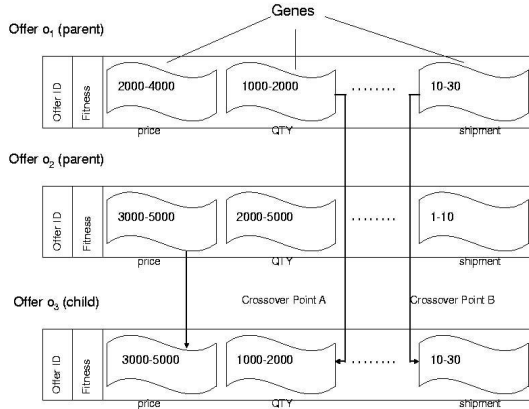 Genes
Offer o1 (parent)
Offer ID
Fitness
2000-4000
1000-2000
........
10-30
price
QTY
shipment
Offer o2 (parent)
Offer ID
Fitness
3000-5000
2000-5000
........
1-10
price
QTY
shipment
Crossover Point A
Crossover Point B
Offer o3 (child)
Offer ID
Fitness
3000-5000
1000-2000
........
10-30
price
QTY
shipment